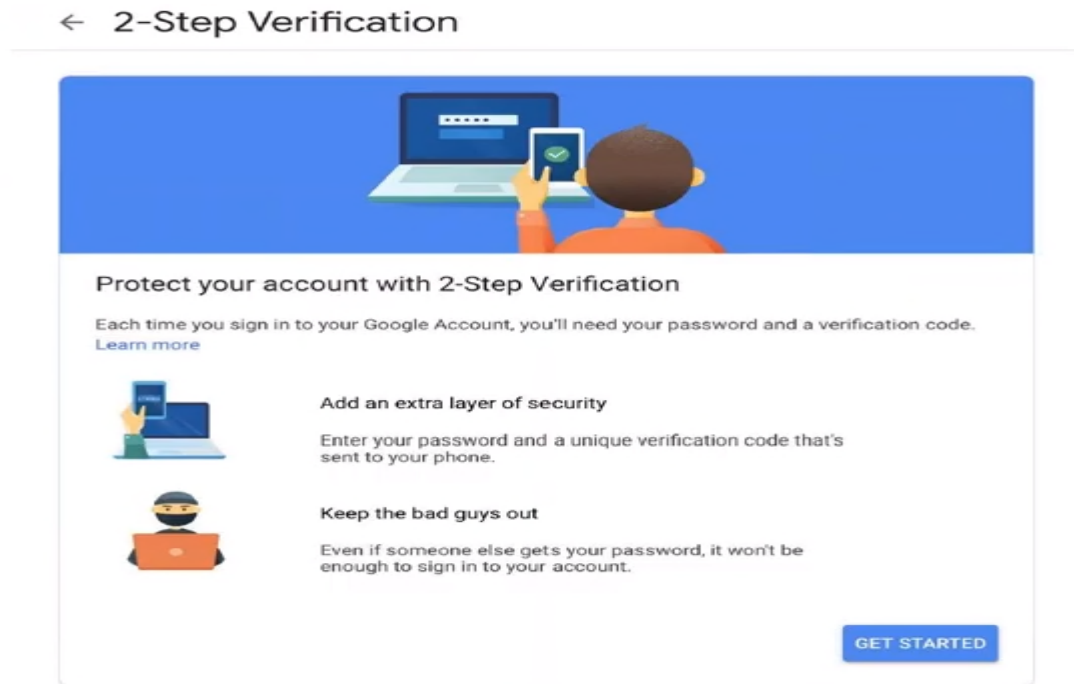 2-Step Verification
Protect your account with 2-Step Verification
Each time you sign in to your Google Account, you'll need your password and a verification code.
Learn more
Add an extra layer of security
Enter your password and a unique verification code that's
sent to your phone.
Keep the bad guys out
Even if someone else gets your password, it won't be
enough to sign in to your account.
GET STARTED